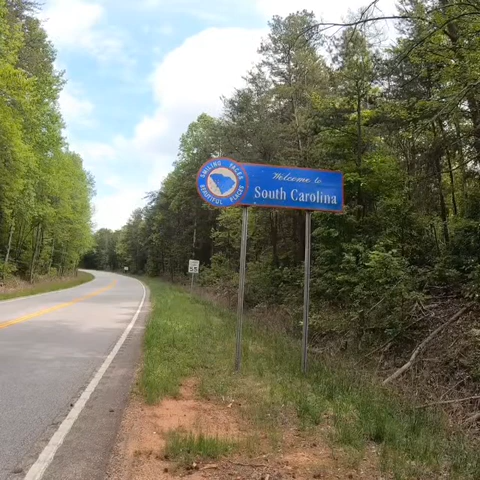 SMILING FACES
BEAUTIFUL PLACES
Welcome to
South Carolina